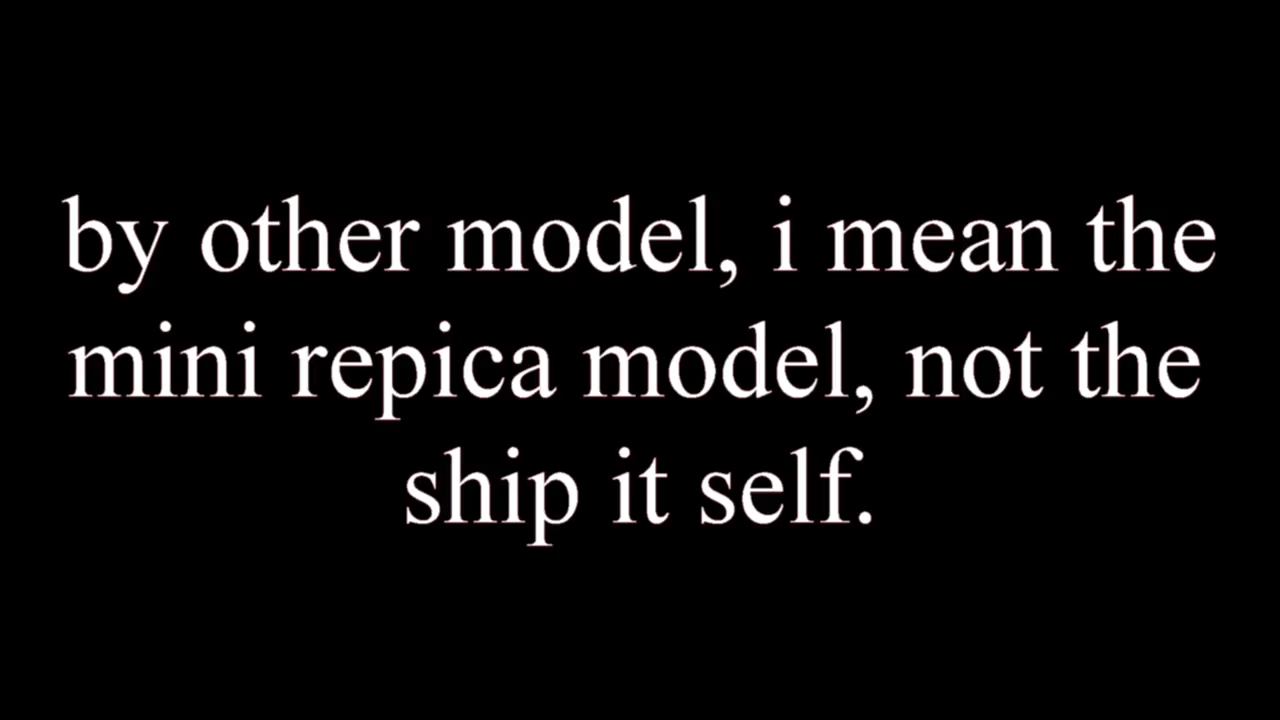 by other model, i mean the
mini repica model, not the
ship it self.